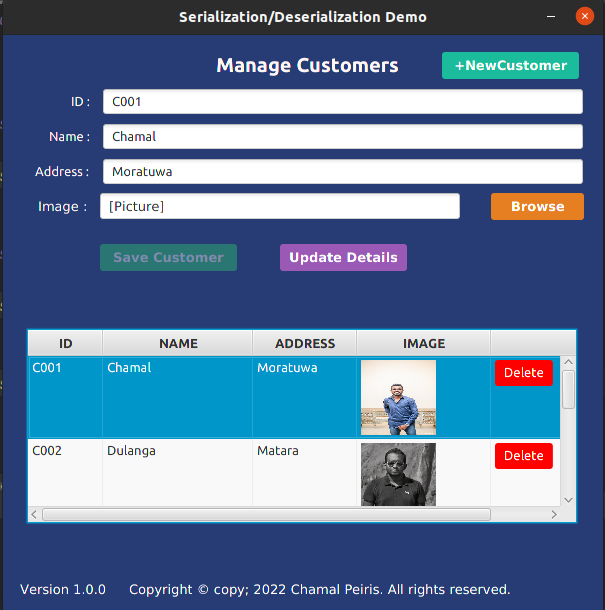 Serialization/Deserialization Demo
Manage Customers
+NewCustomer
ID :
C001
Name :
Chamal
Address :
Moratuwa
Image :
[Picture]
Browse
Save Customer
Update Details
ID NAME ADDRESS IMAGE
C001 Chamal Moratuwa Delete
C002 Dulanga Matara Delete
Version 1.0.0 Copyright © copy; 2022 Chamal Peiris. All rights reserved.